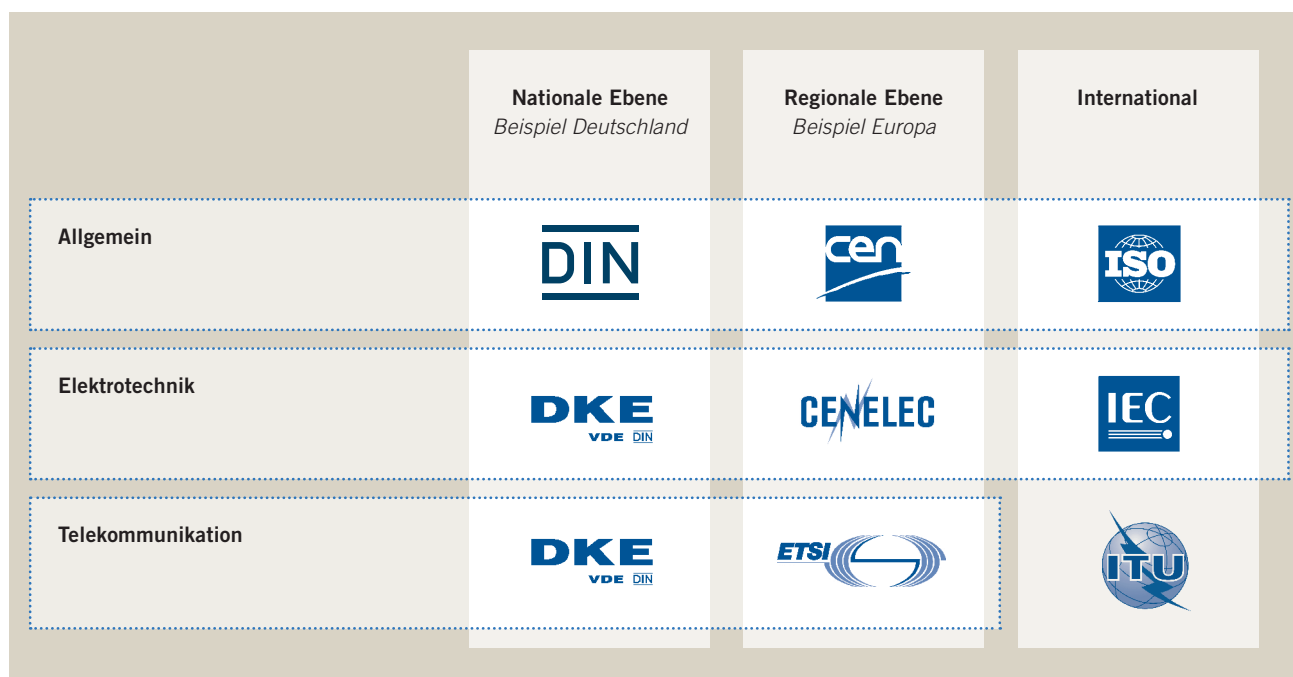 Nationale Ebene
Beispiel Deutschland
Regionale Ebene
Beispiel Europa
International
Allgemein
DIN
cen
ISO
Elektrotechnik
DKE
VDE DIN
CENELEC
IEC
Telekommunikation
DKE
VDE DIN
ETSI
ITU